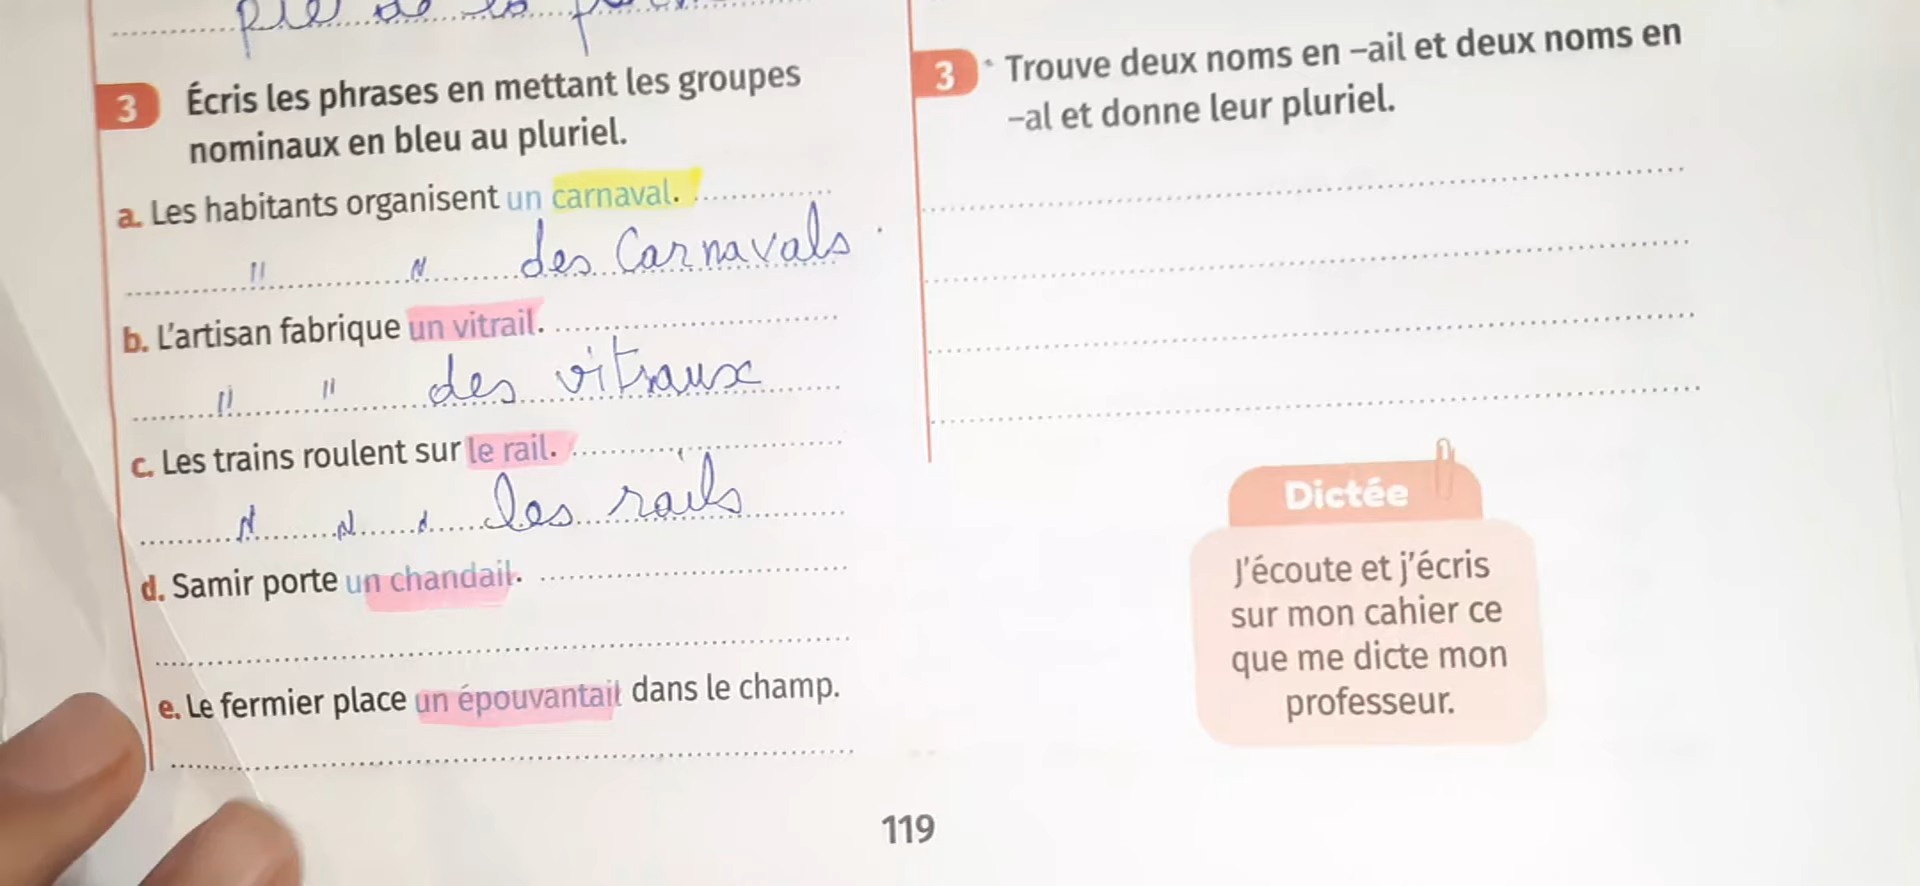 3 Écris les phrases en mettant les groupes
nominaux en bleu au pluriel.
a. Les habitants organisent un carnaval.
" " des Carnavals
b. L'artisan fabrique un vitrail.
" " des vitraux
c. Les trains roulent sur le rail.
" " " les rails
d. Samir porte un chandail.
e. Le fermier place un épouvantail dans le champ.
3 Trouve deux noms en –ail et deux noms en
–al et donne leur pluriel.
Dictée
J'écoute et j'écris
sur mon cahier ce
que me dicte mon
professeur.
119